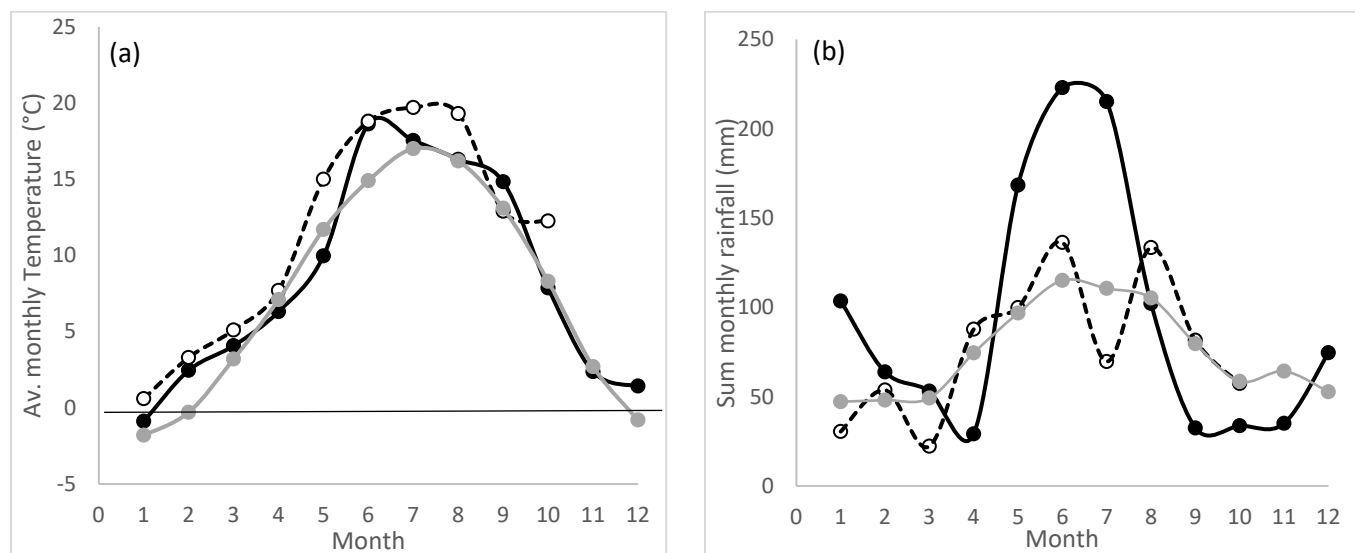 (a)
Av. monthly Temperature (°C)
25
20
15
10
5
0
-5
0 1 2 3 4 5 6 7 8 9 10 11 12
Month
(b)
Sum monthly rainfall (mm)
250
200
150
100
50
0
0 1 2 3 4 5 6 7 8 9 10 11 12
Month